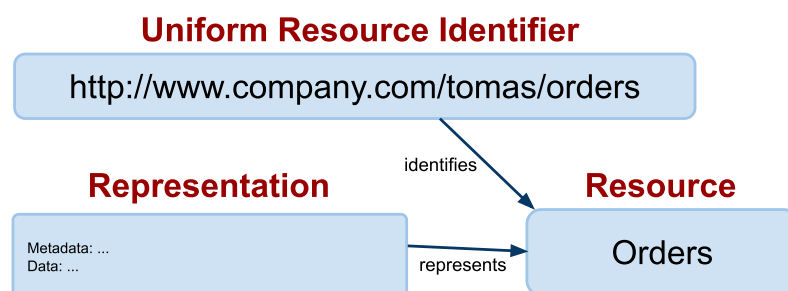 Uniform Resource Identifier
http://www.company.com/tomas/orders
identifies
Representation
Resource
Metadata: ...
Data: ...
represents
Orders